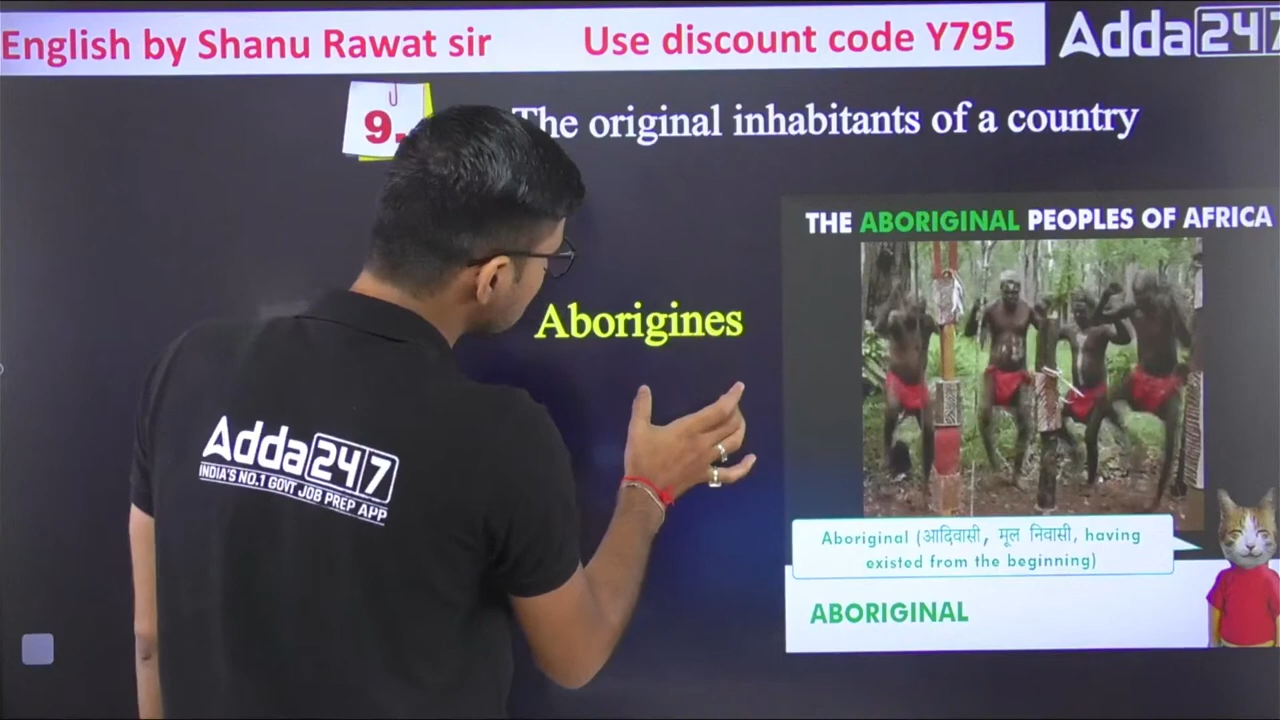 English by Shanu Rawat sir
Use discount code Y795
Adda247
9.
The original inhabitants of a country
THE ABORIGINAL PEOPLES OF AFRICA
Aborigines
Adda247
INDIA'S NO.1 GOVT JOB PREP APP
Aboriginal (आदिवासी, मूल निवासी, having
existed from the beginning)
ABORIGINAL